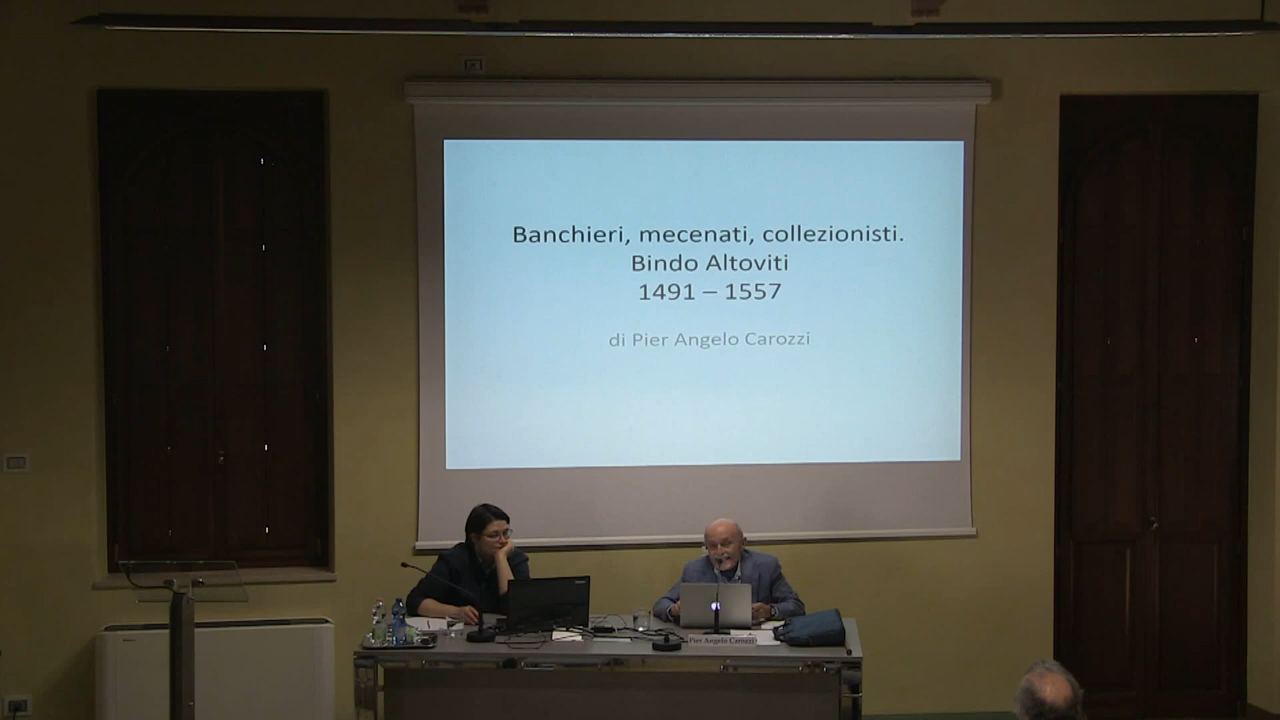 Banchieri, mecenati, collezionisti.
Bindo Altoviti
1491 – 1557
di Pier Angelo Carozzi
Pier Angelo Carozzi